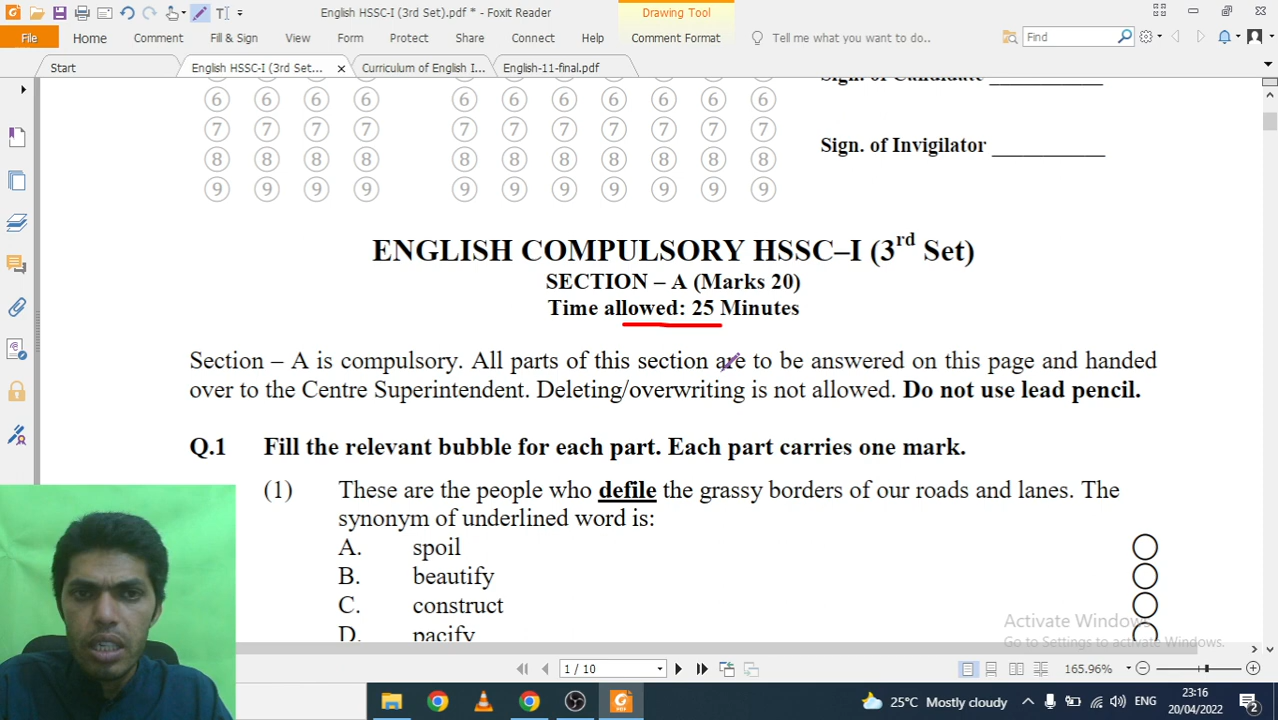 English HSSC-I (3rd Set).pdf * - Foxit Reader
Drawing Tool
File
Home
Comment
Fill & Sign
View
Form
Protect
Share
Connect
Help
Comment Format
Tell me what you want to do..
Find
Start
English HSSC-I (3rd Set...
Curriculum of English I...
English-11-final.pdf
Sign. of Candidate
6 6 6 6 6 6 6 6 6 6 6
7 7 7 7 7 7 7 7 7 7 7
Sign. of Invigilator
8 8 8 8 8 8 8 8 8 8 8
9 9 9 9 9 9 9 9 9 9 9
ENGLISH COMPULSORY HSSC–I (3rd Set)
SECTION – A (Marks 20)
Time allowed: 25 Minutes
Section – A is compulsory. All parts of this section are to be answered on this page and handed
over to the Centre Superintendent. Deleting/overwriting is not allowed. Do not use lead pencil.
Q.1 Fill the relevant bubble for each part. Each part carries one mark.
(1) These are the people who defile the grassy borders of our roads and lanes. The
synonym of underlined word is:
A. spoil
B. beautify
C. construct
D. pacify
Activate Windows
Go to Settings to activate Windows.
1 / 10
165.96%
25°C Mostly cloudy
ENG
23:16
20/04/2022
2